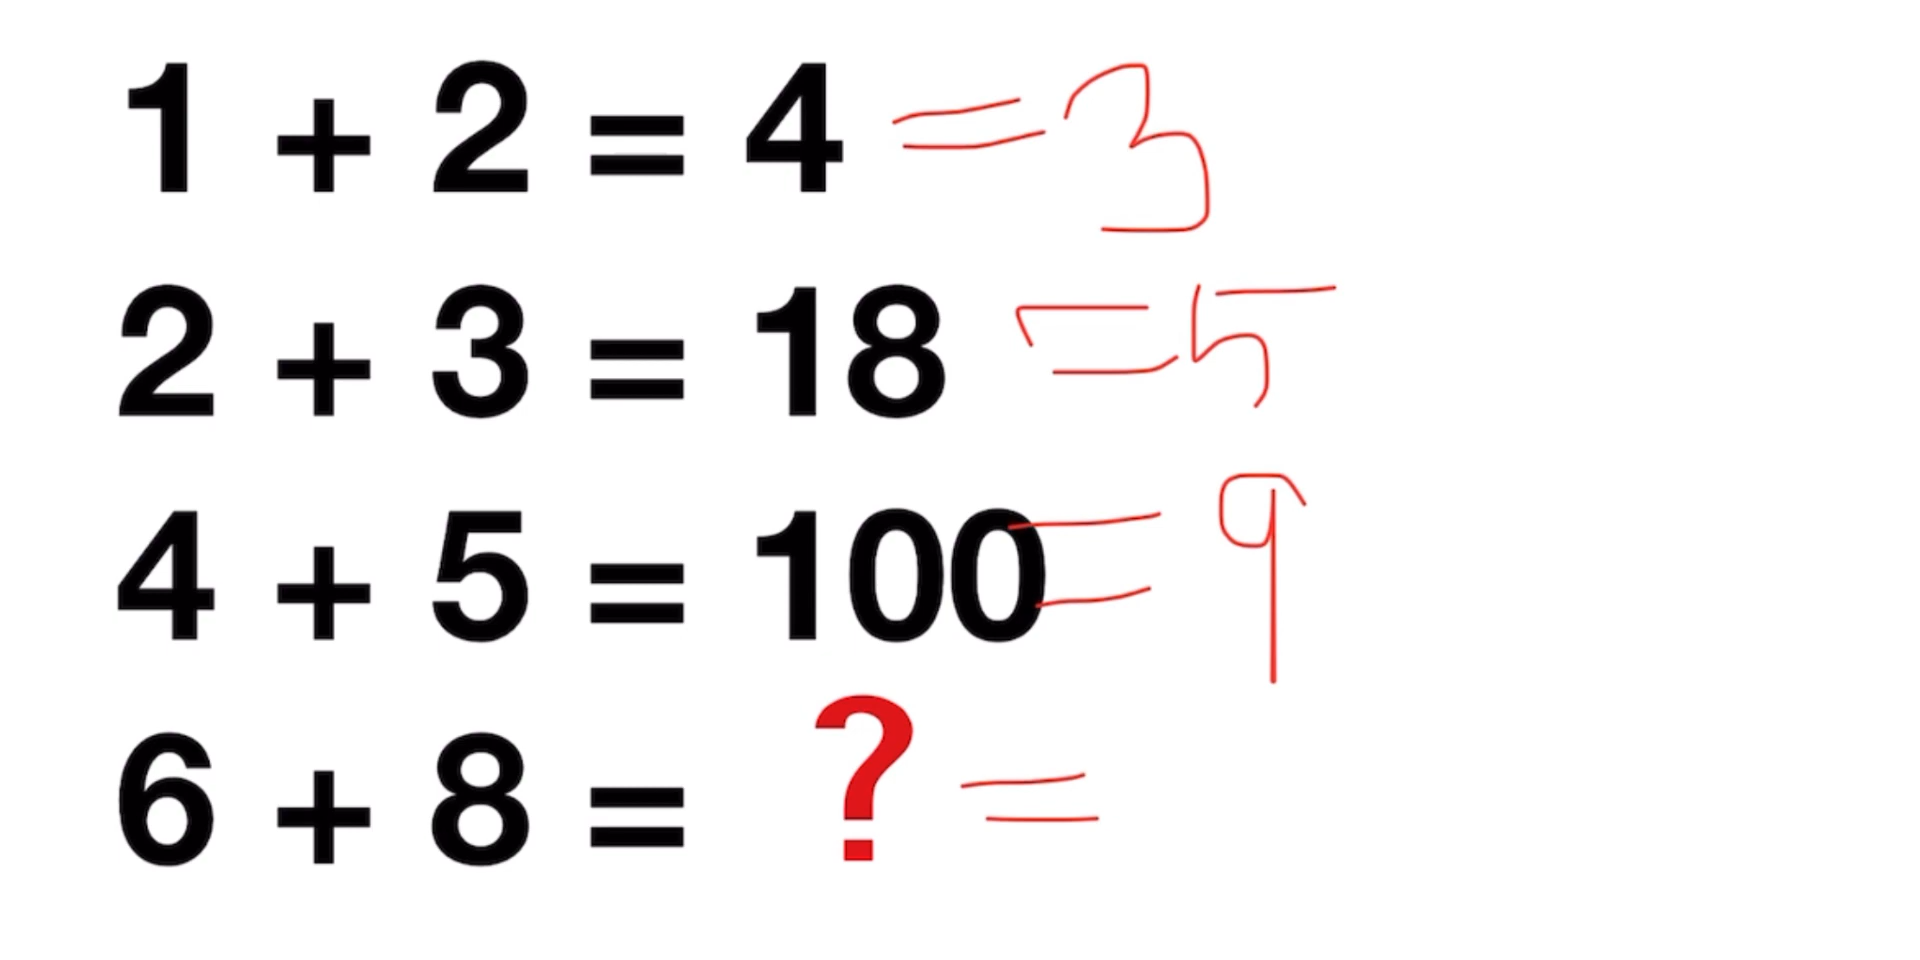 1 + 2 = 4 = 3
2 + 3 = 18 = 5
4 + 5 = 100 = 9
6 + 8 = ? =